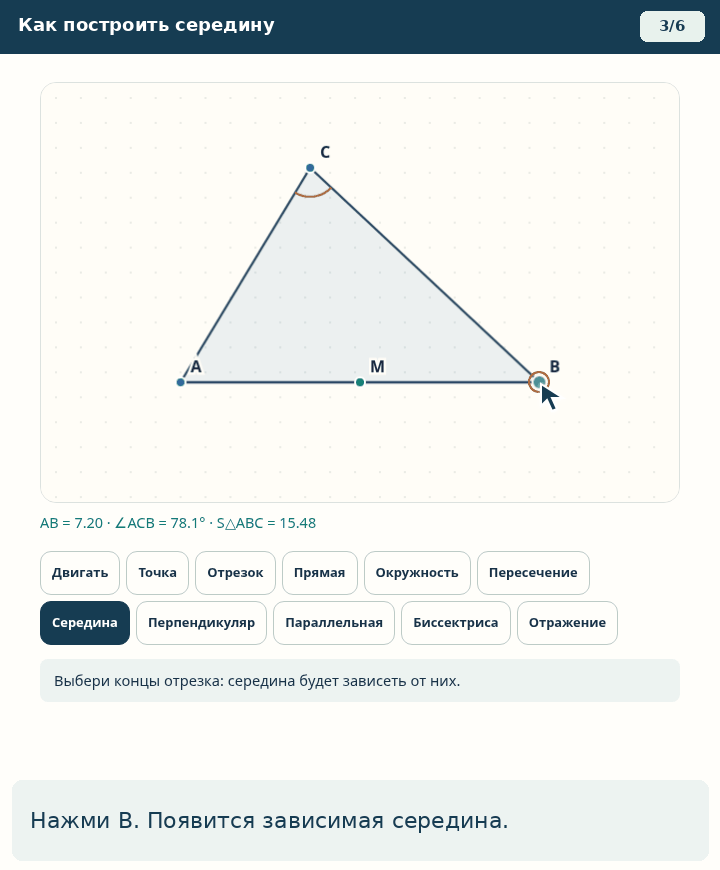 Как построить середину
3/6
C
A
M
B
AB = 7.20 · ∠ACB = 78.1° · S△ABC = 15.48
Двигать Точка Отрезок Прямая Окружность Пересечение
Середина Перпендикуляр Параллельная Биссектриса Отражение
Выбери концы отрезка: середина будет зависеть от них.
Нажми B. Появится зависимая середина.